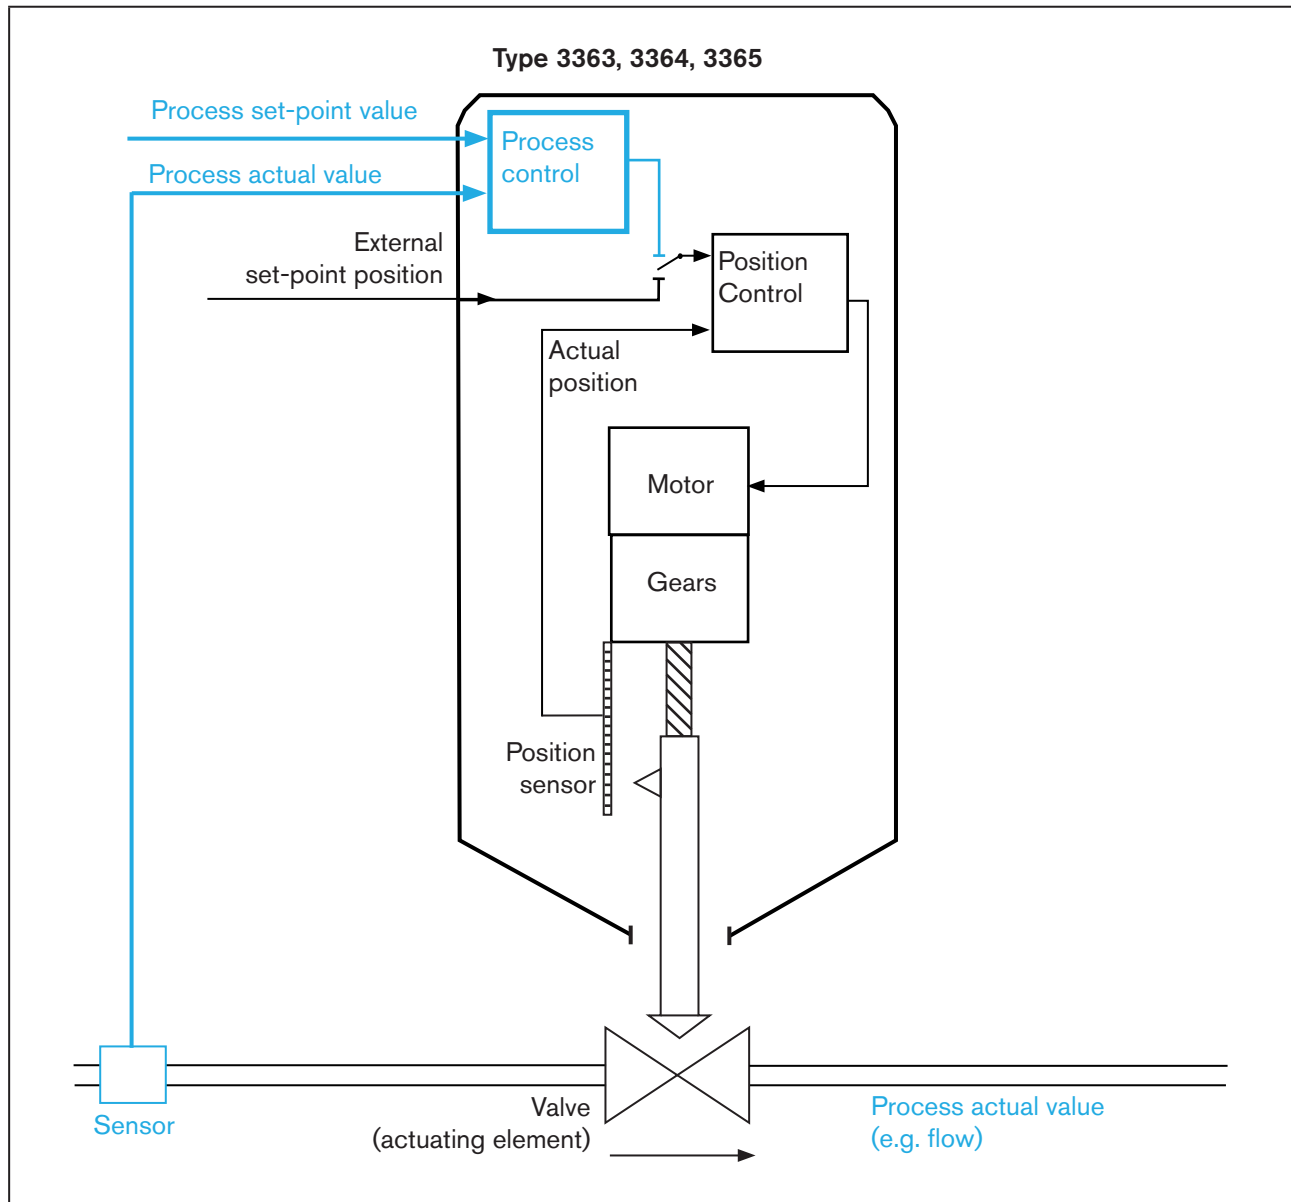 Type 3363, 3364, 3365
Process set-point value
Process
control
Process actual value
External
set-point position
Position
Control
Actual
position
Motor
Gears
Position
sensor
Sensor
Valve
(actuating element)
Process actual value
(e.g. flow)